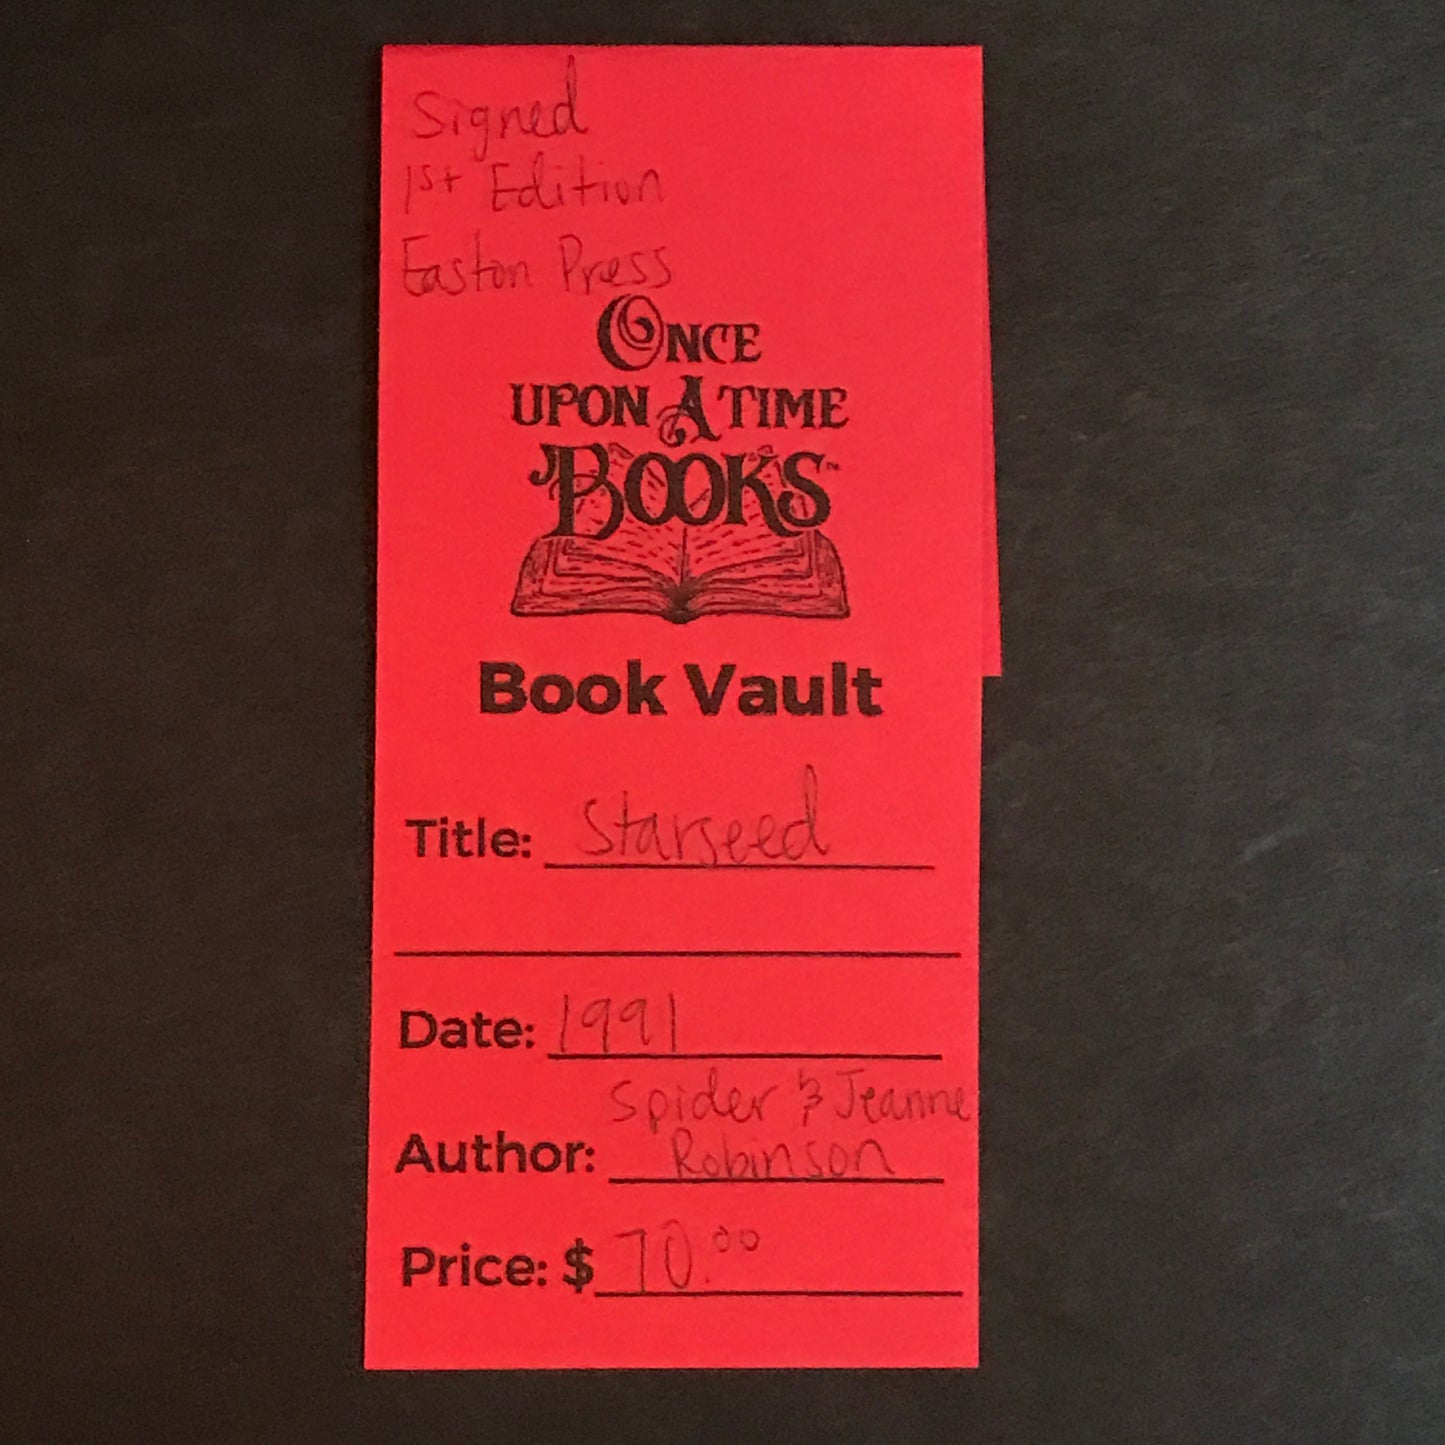 Signed
1st Edition
Easton Press
ONCE
UPON A TIME
BOOKS™
Book Vault
Title: Starseed
Date: 1991
Spider & Jeanne
Author: Robinson
Price: $ 70.00